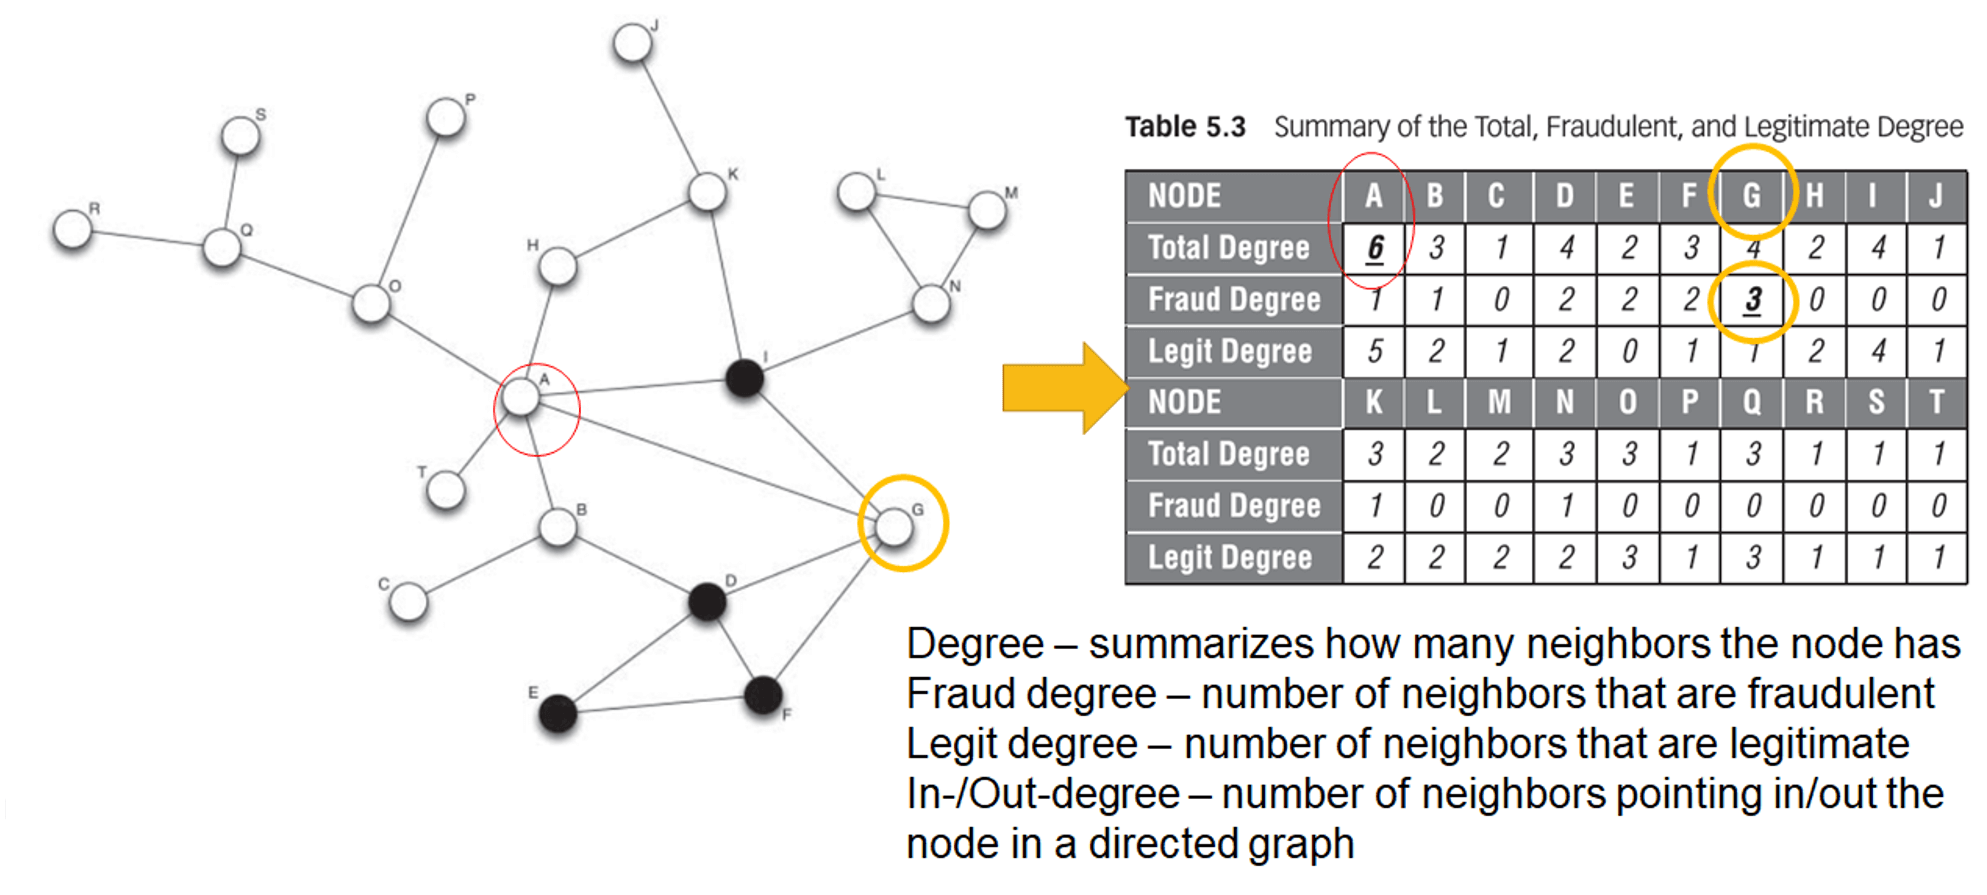 J
P
S
K
L
M
R
Q
H
O
N
I
A
T
B
G
C
D
E
F
Table 5.3 Summary of the Total, Fraudulent, and Legitimate Degree
NODE A B C D E F G H I J
Total Degree 6 3 1 4 2 3 4 2 4 1
Fraud Degree 1 1 0 2 2 2 3 0 0 0
Legit Degree 5 2 1 2 0 1 1 2 4 1
NODE K L M N O P Q R S T
Total Degree 3 2 2 3 3 1 3 1 1 1
Fraud Degree 1 0 0 1 0 0 0 0 0 0
Legit Degree 2 2 2 2 3 1 3 1 1 1
Degree – summarizes how many neighbors the node has
Fraud degree – number of neighbors that are fraudulent
Legit degree – number of neighbors that are legitimate
In-/Out-degree – number of neighbors pointing in/out the
node in a directed graph